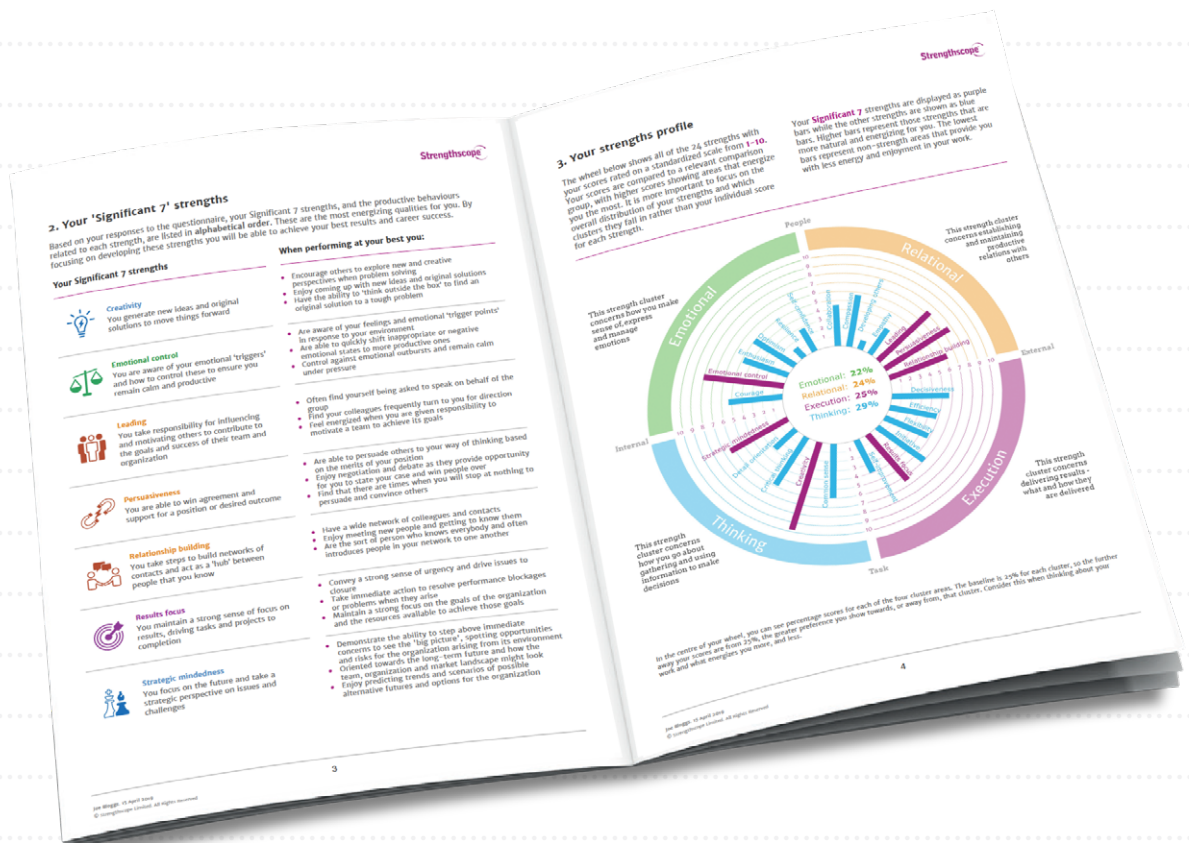 Strengthscope
2. Your 'Significant 7' strengths
Based on your responses to the questionnaire, your Significant 7 strengths, and the productive behaviours
related to each strength, are listed in alphabetical order. These are the most energizing qualities for you. By
focusing on developing these strengths you will be able to achieve your best results and career success.
Your Significant 7 strengths
When performing at your best you:
Creativity
You generate new ideas and original
solutions to move things forward
• Encourage others to explore new and creative
perspectives when problem solving
• Enjoy coming up with new ideas and original solutions
• Have the ability to 'think outside the box' to find an
original solution to a tough problem
Emotional control
You are aware of your emotional 'triggers'
and how to control these to ensure you
remain calm and productive
• Are aware of your feelings and emotional 'trigger points'
in response to your environment
• Are able to quickly shift inappropriate or negative
emotional states to more productive ones
• Control against emotional outbursts and remain calm
under pressure
Leading
You take responsibility for influencing
and motivating others to contribute to
the goals and success of their team and
organization
• Often find yourself being asked to speak on behalf of the
group
• Find your colleagues frequently turn to you for direction
• Feel energized when you are given responsibility to
motivate a team to achieve its goals
Persuasiveness
You are able to win agreement and
support for a position or desired outcome
• Are able to persuade others to your way of thinking based
on the merits of your position
• Enjoy negotiation and debate as they provide opportunity
for you to state your case and win people over
• Find that there are times when you will stop at nothing to
persuade and convince others
Relationship building
You take steps to build networks of
contacts and act as a 'hub' between
people that you know
• Have a wide network of colleagues and contacts
• Enjoy meeting new people and getting to know them
• Are the sort of person who knows everybody and often
introduces people in your network to one another
Results focus
You maintain a strong sense of focus on
results, driving tasks and projects to
completion
• Convey a strong sense of urgency and drive issues to
closure
• Take immediate action to resolve performance blockages
or problems when they arise
• Maintain a strong focus on the goals of the organization
and the resources available to achieve those goals
Strategic mindedness
You focus on the future and take a
strategic perspective on issues and
challenges
• Demonstrate the ability to step above immediate
concerns to see the 'big picture', spotting opportunities
and risks for the organization arising from its environment
• Oriented towards the long-term future and how the
team, organization and market landscape might look
• Enjoy predicting trends and scenarios of possible
alternative futures and options for the organization
3
Joe Bloggs, 17 April 2019
© Strengthscope Limited. All Rights Reserved
Strengthscope
3. Your strengths profile
The wheel below shows all of the 24 strengths with
your scores rated on a standardized scale from 1-10.
Your scores are compared to a relevant comparison
group, with higher scores showing areas that energize
you the most. It is more important to focus on the
overall distribution of your strengths and which
clusters they fall in rather than your individual score
for each strength.
Your Significant 7 strengths are displayed as purple
bars while the other strengths are shown as blue
bars. Higher bars represent those strengths that are
more natural and energizing for you. The lowest
bars represent non-strength areas that provide you
with less energy and enjoyment in your work.
People
External
Task
Internal
Emotional
Relational
Execution
Thinking
This strength cluster
concerns how you make
sense of, express
and manage
emotions
This strength cluster
concerns establishing
and maintaining
productive
relations with
others
This strength
cluster concerns
delivering results -
what and how they
are delivered
This strength
cluster concerns
how you go about
gathering and using
information to make
decisions
Self-confidence
Resilience
Optimism
Enthusiasm
Emotional control
Courage
Collaboration
Compassion
Developing others
Empathy
Leading
Persuasiveness
Relationship building
Decisiveness
Efficiency
Flexibility
Initiative
Results focus
Self-improvement
Common sense
Creativity
Critical thinking
Detail orientation
Strategic mindedness
Emotional: 22%
Relational: 24%
Execution: 25%
Thinking: 29%
In the centre of your wheel, you can see percentage scores for each of the four cluster areas. The baseline is 25% for each cluster, so the further
away your scores are from 25%, the greater preference you show towards, or away from, that cluster. Consider this when thinking about your
work and what energizes you more, and less.
4
Joe Bloggs, 17 April 2019
© Strengthscope Limited. All Rights Reserved